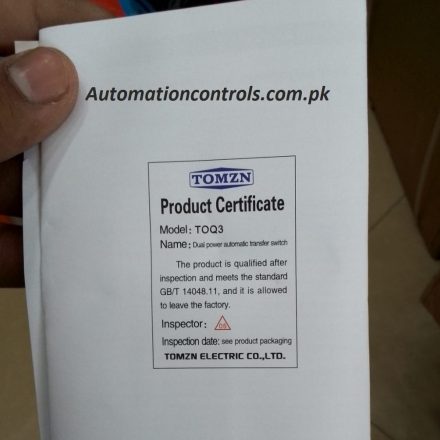 Automationcontrols.com.pk
TOMZN
Product Certificate
Model: TOQ3
Name: Dual power automatic transfer switch
The product is qualified after
inspection and meets the standard
GB/T 14048.11, and it is allowed
to leave the factory.
Inspector:
Inspection date: see product packaging
TOMZN ELECTRIC CO.,LTD.